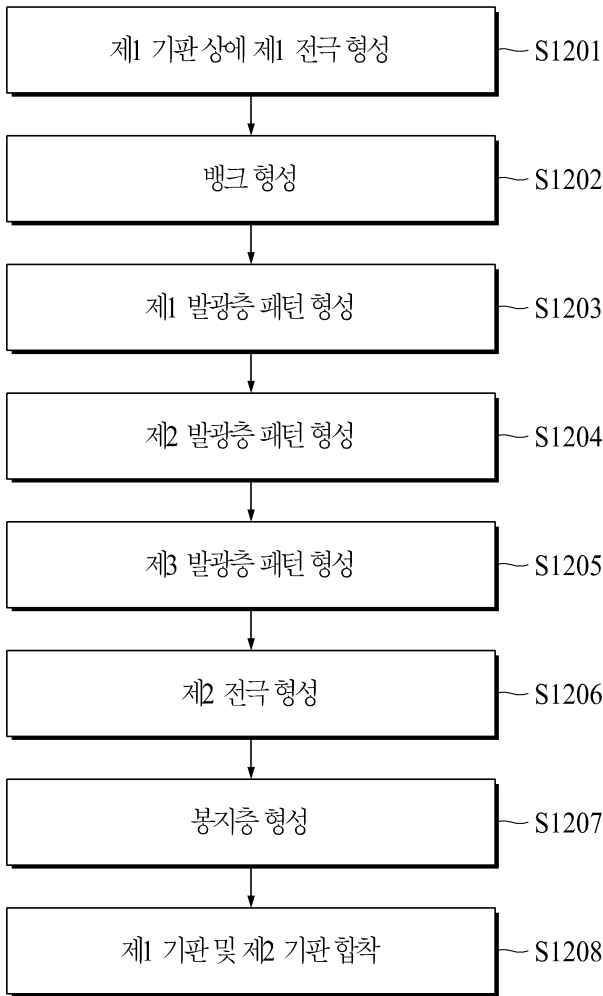 제1 기판 상에 제1 전극 형성 S1201
뱅크 형성 S1202
제1 발광층 패턴 형성 S1203
제2 발광층 패턴 형성 S1204
제3 발광층 패턴 형성 S1205
제2 전극 형성 S1206
봉지층 형성 S1207
제1 기판 및 제2 기판 합착 S1208